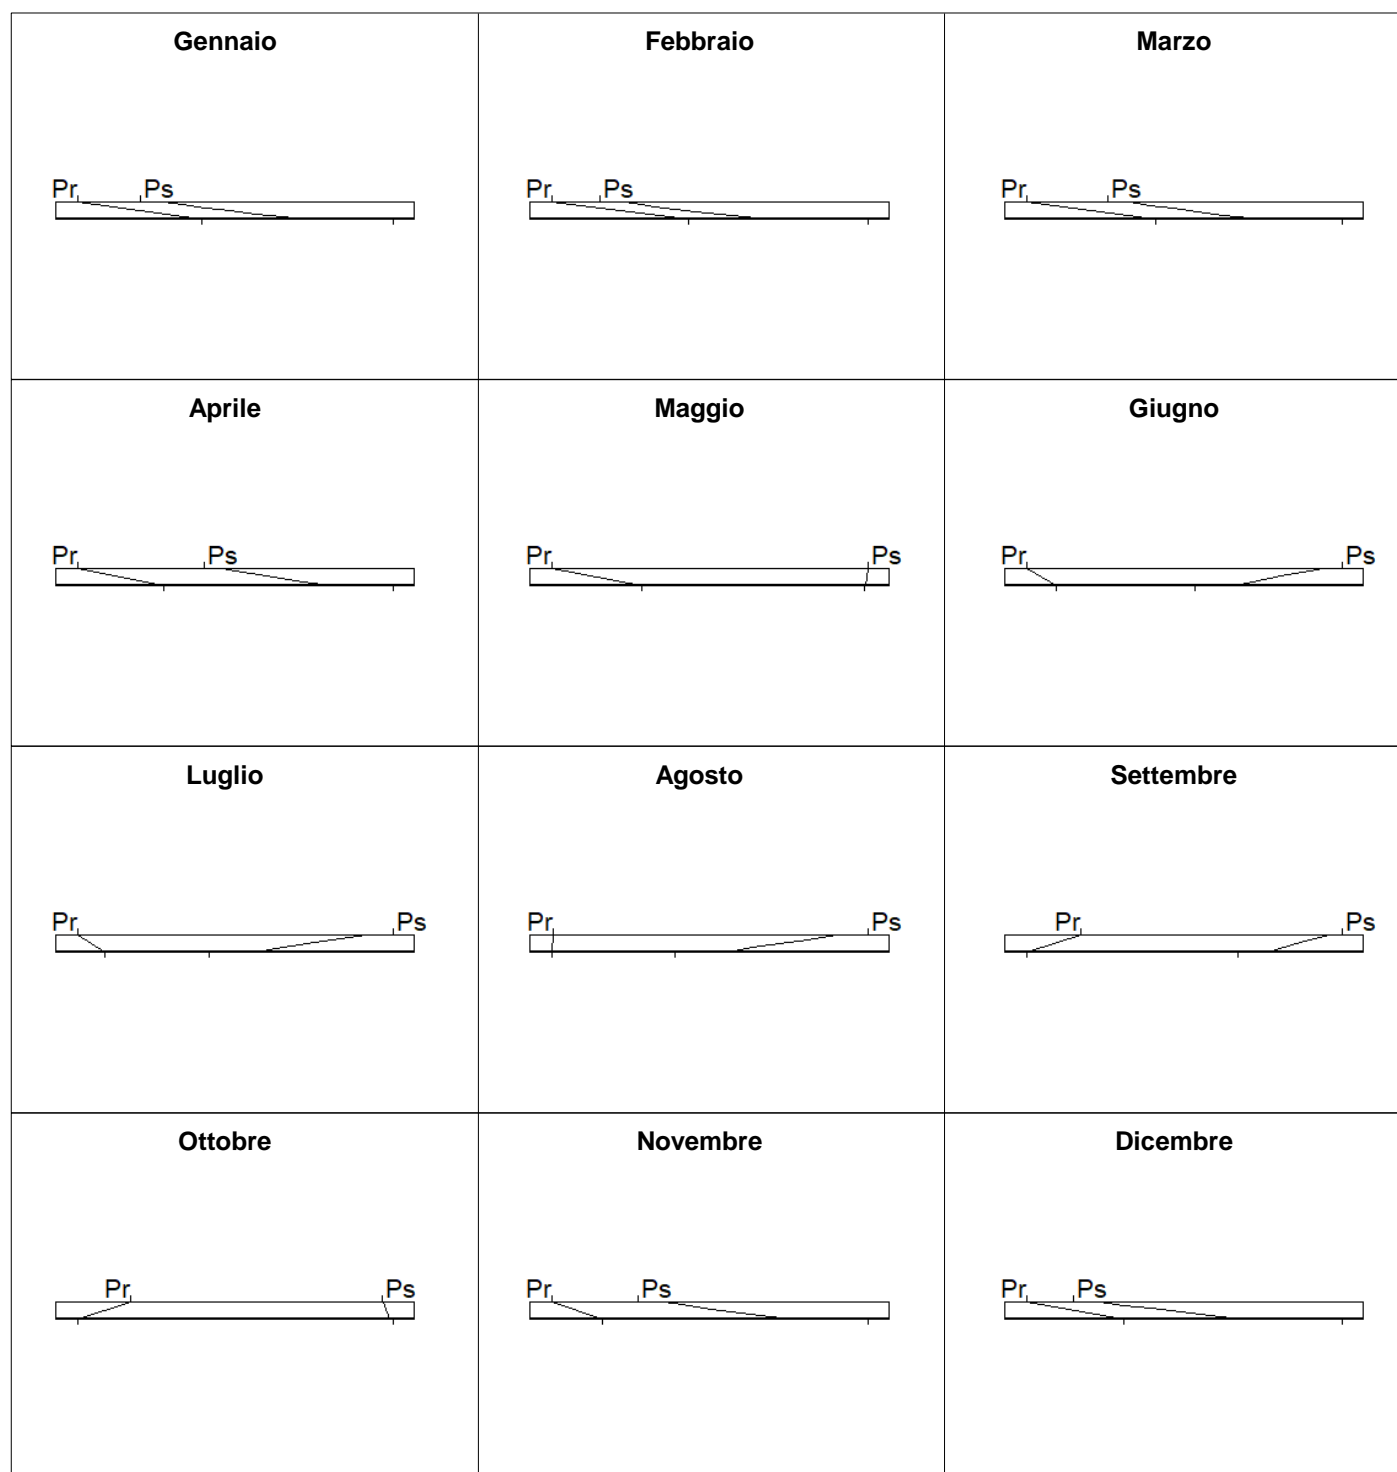 Gennaio Febbraio Marzo
Pr Ps Pr Ps Pr Ps
Aprile Maggio Giugno
Pr Ps Pr Ps Pr Ps
Luglio Agosto Settembre
Pr Ps Pr Ps Pr Ps
Ottobre Novembre Dicembre
Pr Ps Pr Ps Pr Ps